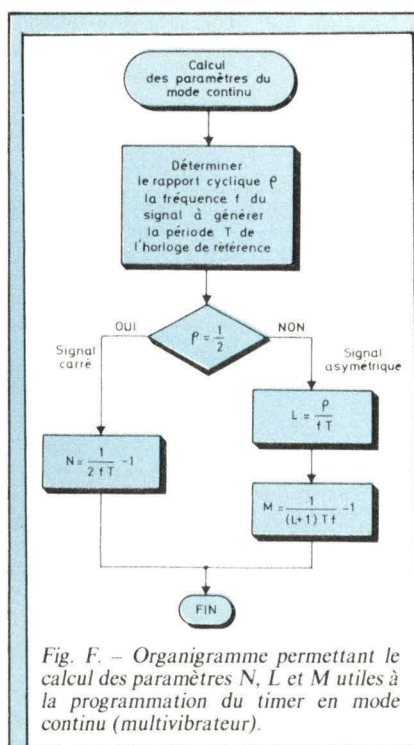 Calcul
des paramètres du
mode continu
Déterminer
le rapport cyclique ρ
la fréquence f du
signal à générer
la période T de
l'horloge de référence
OUI
ρ = 1/2
NON
Signal
carré
Signal
asymétrique
L = ρ / f T
N = 1 / 2 f T -1
M = 1 / (L+1) T f -1
FIN
Fig. F. – Organigramme permettant le
calcul des paramètres N, L et M utiles à
la programmation du timer en mode
continu (multivibrateur).